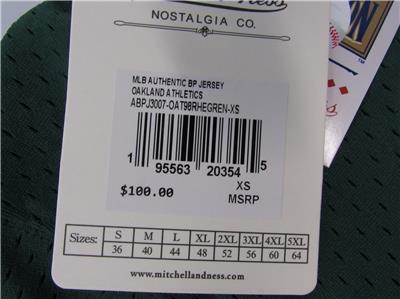 Ness
NOSTALGIA CO.
MLB AUTHENTIC BP JERSEY
OAKLAND ATHLETICS
ABPJ3007-OAT98RHEGREN-XS
1 95563 20354 5
$100.00
XS
MSRP
Sizes: S M L XL 2XL 3XL 4XL 5XL
36 40 44 48 52 56 60 64
www.mitchellandness.com